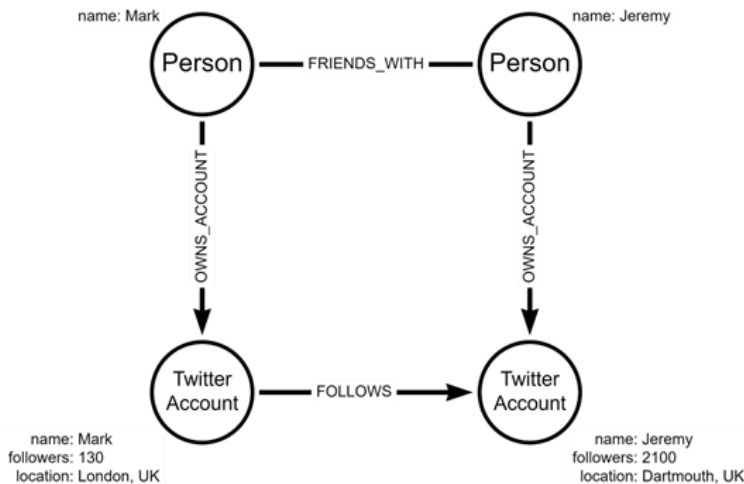 name: Mark
name: Jeremy
Person
FRIENDS_WITH
Person
OWNS_ACCOUNT
OWNS_ACCOUNT
Twitter
Account
FOLLOWS
Twitter
Account
name: Mark
followers: 130
location: London, UK
name: Jeremy
followers: 2100
location: Dartmouth, UK